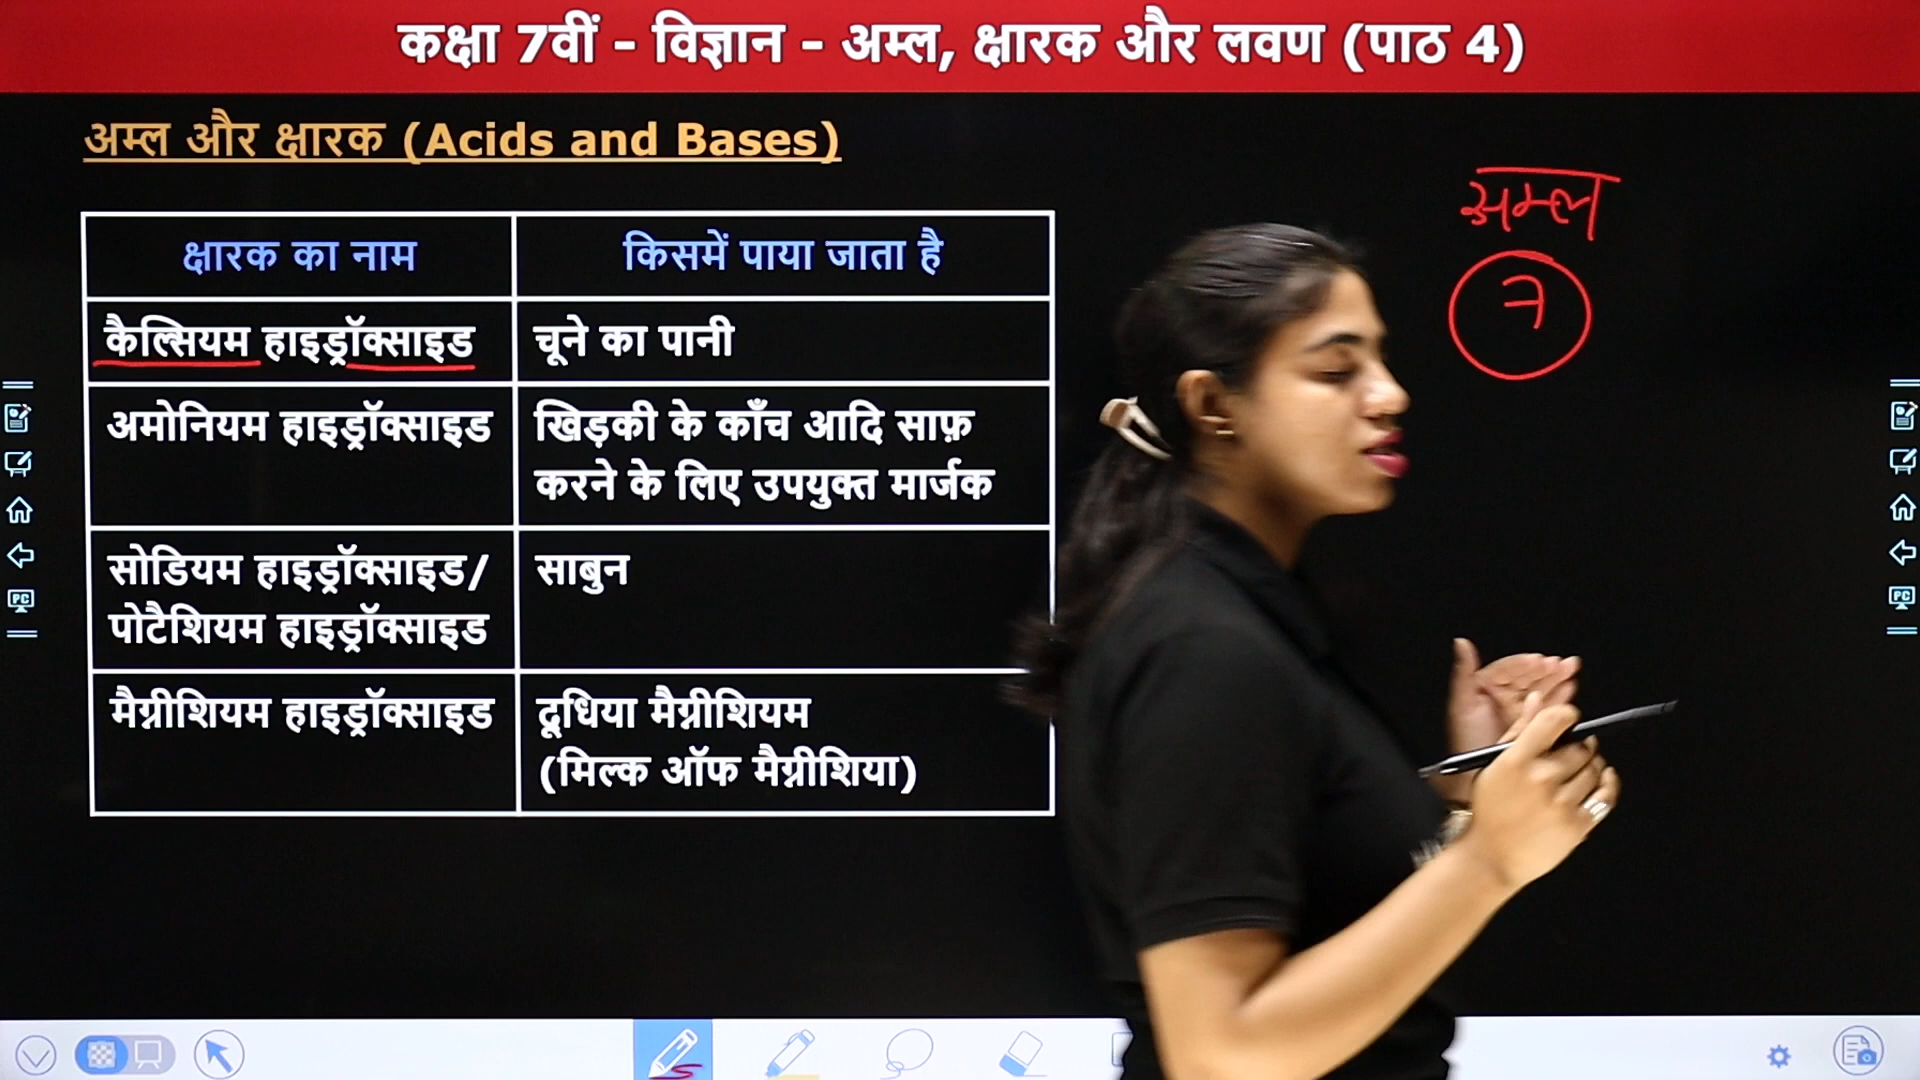 कक्षा 7वीं - विज्ञान - अम्ल, क्षारक और लवण (पाठ 4)
अम्ल और क्षारक (Acids and Bases)
क्षारक का नाम
किसमें पाया जाता है
कैल्सियम हाइड्रॉक्साइड
चूने का पानी
अमोनियम हाइड्रॉक्साइड
खिड़की के काँच आदि साफ़
करने के लिए उपयुक्त मार्जक
सोडियम हाइड्रॉक्साइड/
पोटैशियम हाइड्रॉक्साइड
साबुन
मैग्नीशियम हाइड्रॉक्साइड
दूधिया मैग्नीशियम
(मिल्क ऑफ मैग्नीशिया)
अम्ल
7
PC
PC